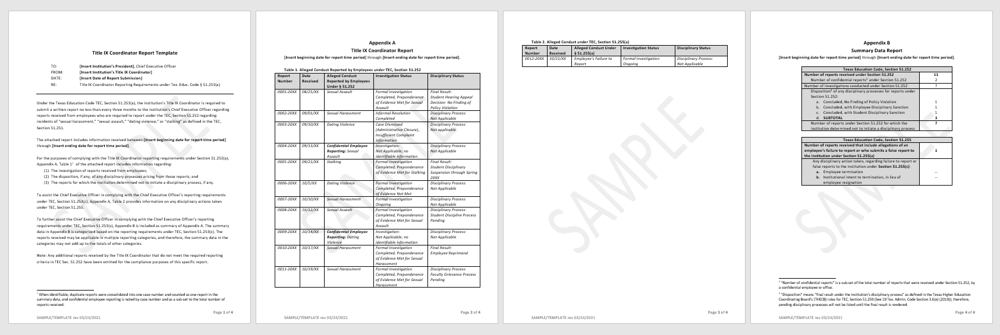 Title IX Coordinator Report Template
TO: [Insert Institution's President], Chief Executive Officer
FROM: [Insert Institution's Title IX Coordinator]
DATE: [Insert Date of Report Submission]
RE: Title IX Coordinator Reporting Requirements under Tex. Educ. Code § 51.253(a)
Under the Texas Education Code TEC, Section 51.253(a), the institution's Title IX Coordinator is required to
submit a written report no less than every three months to the institution's Chief Executive Officer regarding
reports received from employees who are required to report under the TEC, Section 51.252 regarding
incidents of "sexual harassment," "sexual assault," "dating violence," or "stalking" as defined in the TEC,
Section 51.251.
The attached report includes information received between [Insert beginning date for report time period]
through [Insert ending date for report time period].
For the purposes of complying with the Title IX Coordinator reporting requirements under Section 51.253(a),
Appendix A, Table 1¹ of the attached report includes information regarding:
(1) The investigation of reports received from employees;
(2) The disposition, if any, of any disciplinary processes arising from those reports; and
(3) The reports for which the institution determined not to initiate a disciplinary process, if any.
To assist the Chief Executive Officer in complying with the Chief Executive Officer's reporting requirements
under TEC, Section 51.253(c), Appendix A, Table 2 provides information on any disciplinary actions taken
under TEC, Section 51.255.
To further assist the Chief Executive Officer in complying with the Chief Executive Officer's reporting
requirements under TEC, Section 51.253(c), Appendix B is included as summary of Appendix A. The summary
data in Appendix B is categorized based on the reporting requirements under TEC, Section 51.253(c). The
reports received may be applicable in multiple reporting categories, and therefore, the summary data in the
categories may not add up to the totals of other categories.
Note: Any additional reports received by the Title IX Coordinator that do not meet the required reporting
criteria in TEC Sec. 51.252 have been omitted for the compliance purposes of this specific report.
¹ When identifiable, duplicate reports were consolidated into one case number and counted as one report in the
summary data, and confidential employee reporting is noted by case number and as a sub-set to the total number of
reports received.
Page 1 of 4
SAMPLE/TEMPLATE rev 03/24/2021
SAMPLE
Appendix A
Title IX Coordinator Report
[Insert beginning date for report time period] through [Insert ending date for report time period].
Table 1. Alleged Conduct Reported by Employees under TEC, Section 51.252
Report Date Alleged Conduct Investigation Status Disciplinary Status
Number Received Reported by Employees
Under § 51.252
0001-20XX 08/25/XX Sexual Assault Formal Investigation Final Result:
Completed, Preponderance Student Hearing Appeal
of Evidence Met for Sexual Decision: No Finding of
Assault Policy Violation
0002-20XX 09/01/XX Sexual Harassment Informal Resolution Disciplinary Process:
Completed Not Applicable
0003-20XX 09/10/XX Dating Violence Case Dismissed Disciplinary Process:
(Administrative Closure), Not applicable
Insufficient Complaint
Information
0004-20XX 09/13/XX Confidential Employee Investigation: Disciplinary Process:
Reporting: Sexual Not Applicable; no Not Applicable
Assault identifiable information
0005-20XX 09/21/XX Stalking Formal Investigation Final Result:
Completed, Preponderance Student Disciplinary
of Evidence Met for Stalking Suspension through Spring
20XX
0006-20XX 10/5/XX Dating Violence Formal Investigation Disciplinary Process:
Completed, Preponderance Not Applicable
of Evidence Not Met
0007-20XX 10/10/XX Sexual Harassment Formal Investigation Disciplinary Process:
Ongoing Not Applicable
0008-20XX 10/12/XX Sexual Assault Formal Investigation Disciplinary Process:
Completed, Preponderance Student Discipline Process
of Evidence Met for Sexual Pending
Assault
0009-20XX 10/14/XX Confidential Employee Investigation: Disciplinary Process:
Reporting: Dating Not Applicable; no Not Applicable
Violence identifiable information
0010-20XX 10/17/XX Sexual Harassment Formal Investigation Final Result:
Completed, Preponderance Employee Reprimand
of Evidence Met for Sexual
Harassment
0011-20XX 10/19/XX Sexual Harassment Formal Investigation Disciplinary Process:
Completed, Preponderance Faculty Grievance Process
of Evidence Met for Sexual Pending
Harassment
Page 2 of 4
SAMPLE/TEMPLATE rev 03/24/2021
SAMPLE
Table 2. Alleged Conduct under TEC, Section 51.255(a)
Report Date Alleged Conduct Under Investigation Status Disciplinary Status
Number Received § 51.255(a)
0012-20XX 10/21/XX Employee's Failure to Formal Investigation Disciplinary Process:
Report Ongoing Not Applicable
Page 3 of 4
SAMPLE/TEMPLATE rev 03/24/2021
SAMPLE
Appendix B
Summary Data Report
[Insert beginning date for report time period] through [Insert ending date for report time period].
Texas Education Code, Section 51.252
Number of reports received under Section 51.252 11
Number of confidential reports² under Section 51.252 2
Number of investigations conducted under Section 51.252 7
Disposition³ of any disciplinary processes for reports under
Section 51.252:
a. Concluded, No Finding of Policy Violation 1
b. Concluded, with Employee Disciplinary Sanction 1
c. Concluded, with Student Disciplinary Sanction 1
d. SUBTOTAL 3
Number of reports under Section 51.252 for which the 7
institution determined not to initiate a disciplinary process
Texas Education Code, Section 51.255
Number of reports received that include allegations of an
employee's failure to report or who submits a false report to 1
the institution under Section 51.255(a)
Any disciplinary action taken, regarding failure to report or
false reports to the institution under Section 51.255(c):
a. Employee termination --
b. Institutional intent to termination, in lieu of --
employee resignation
² "Number of confidential reports" is a sub-set of the total number of reports that were received under Section 51.252, by
a confidential employee or office.
³ "Disposition" means "final result under the institution's disciplinary process" as defined in the Texas Higher Education
Coordinating Board's (THECB) rules for TEC, Section 51.259 (See 19 Tex. Admin. Code Section 3.6(e) (2019)); therefore,
pending disciplinary processes will not be listed until the final result is rendered.
Page 4 of 4
SAMPLE/TEMPLATE rev 03/24/2021
SAMPLE